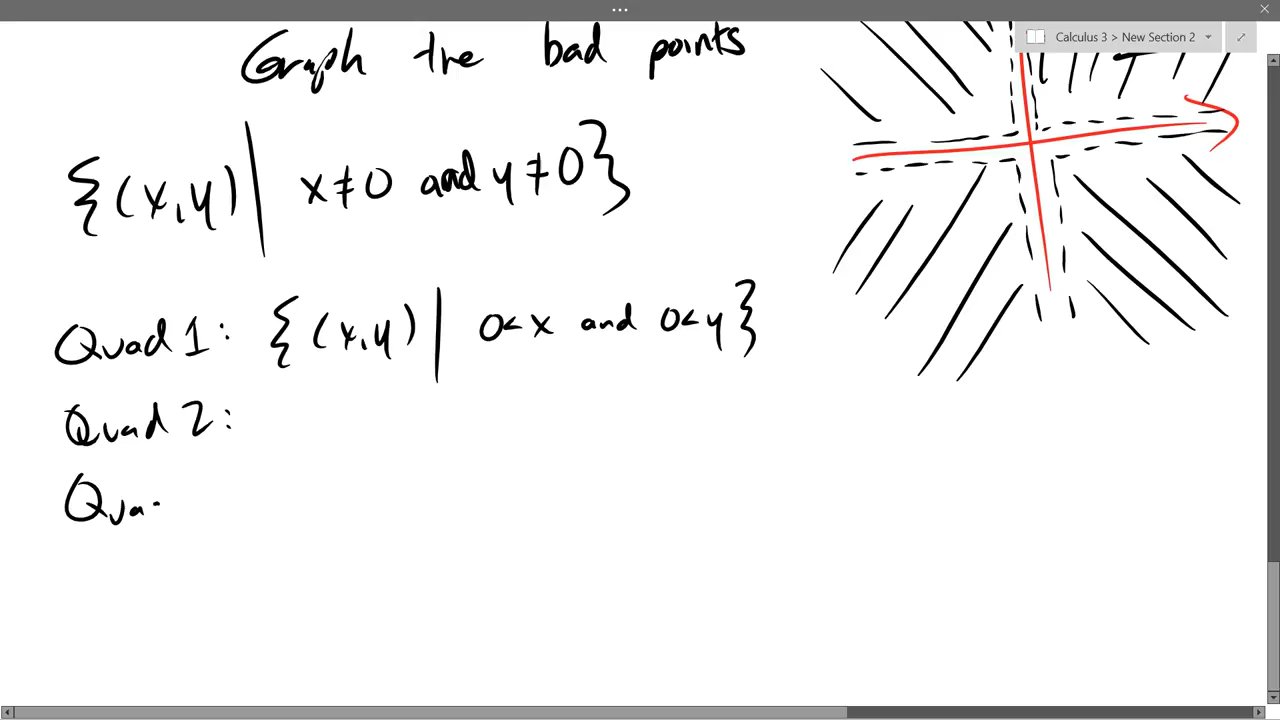 Calculus 3 > New Section 2
Graph the bad points
{(x,y) | x≠0 and y≠0}
Quad 1: {(x,y) | 0<x and 0<y}
Quad 2:
Qua